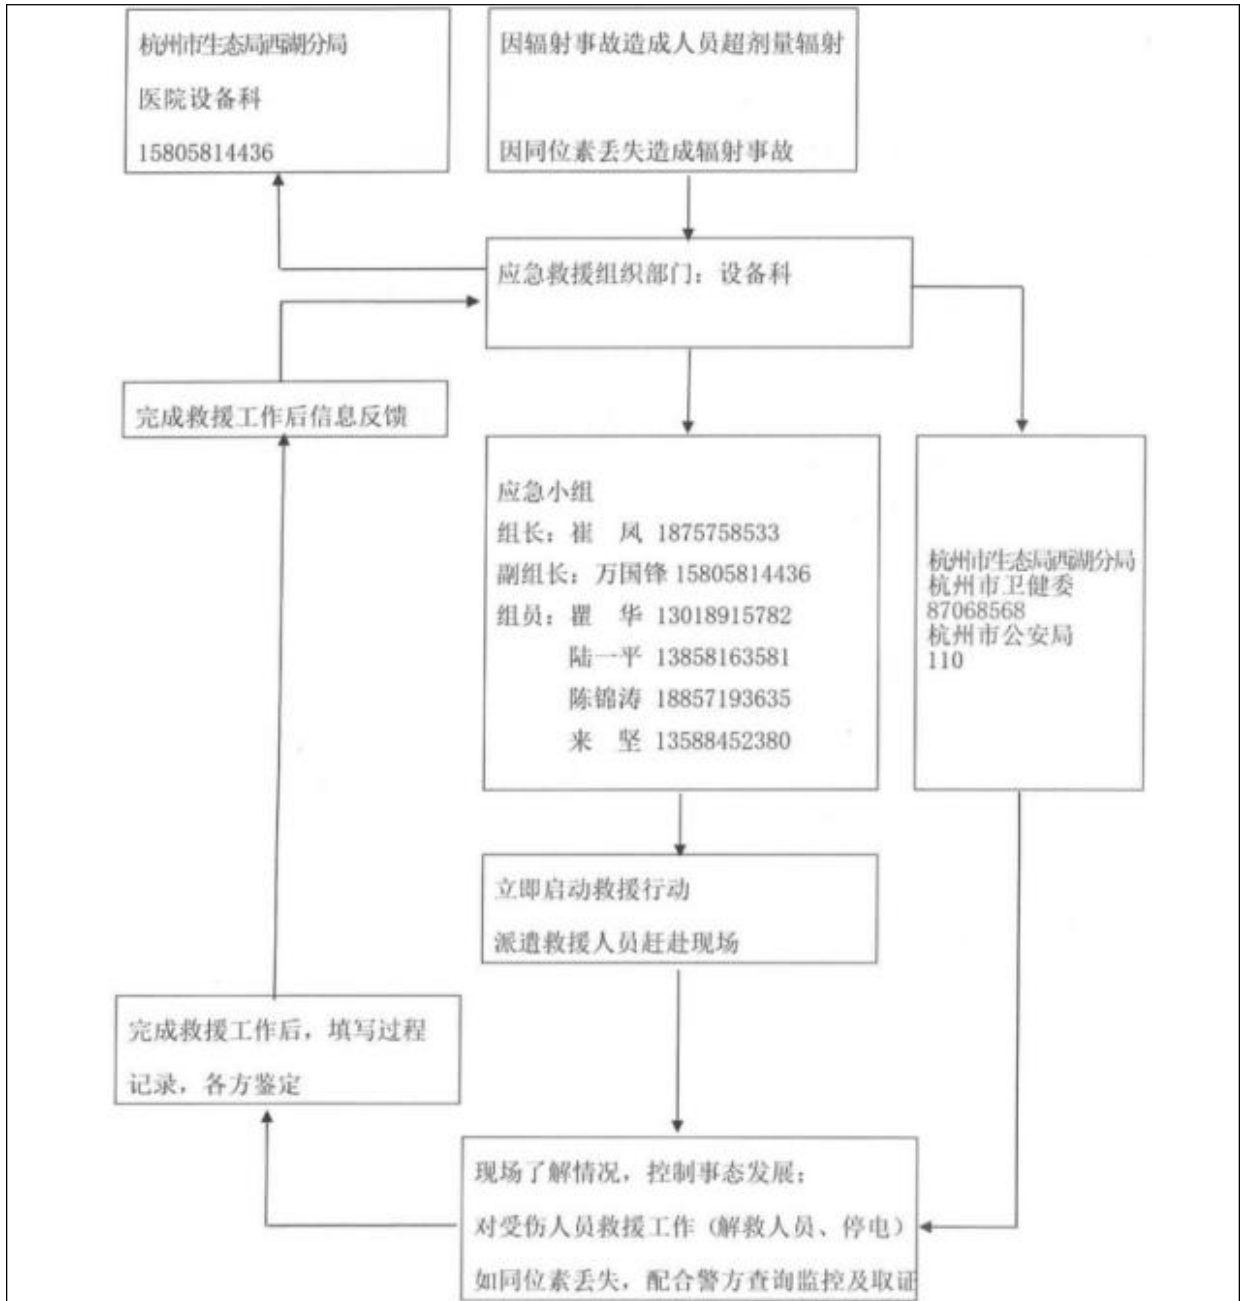 杭州市生态局西湖分局
医院设备科
15805814436
因辐射事故造成人员超剂量辐射
因同位素丢失造成辐射事故
应急救援组织部门：设备科
完成救援工作后信息反馈
应急小组
组长：崔　凤 1875758533
副组长：万国锋 15805814436
组员：瞿　华 13018915782
陆一平 13858163581
陈锦涛 18857193635
来　坚 13588452380
杭州市生态局西湖分局
杭州市卫健委
87068568
杭州市公安局
110
立即启动救援行动
派遣救援人员赶赴现场
完成救援工作后，填写过程
记录，各方鉴定
现场了解情况，控制事态发展；
对受伤人员救援工作（解救人员、停电）
如同位素丢失，配合警方查询监控及取证